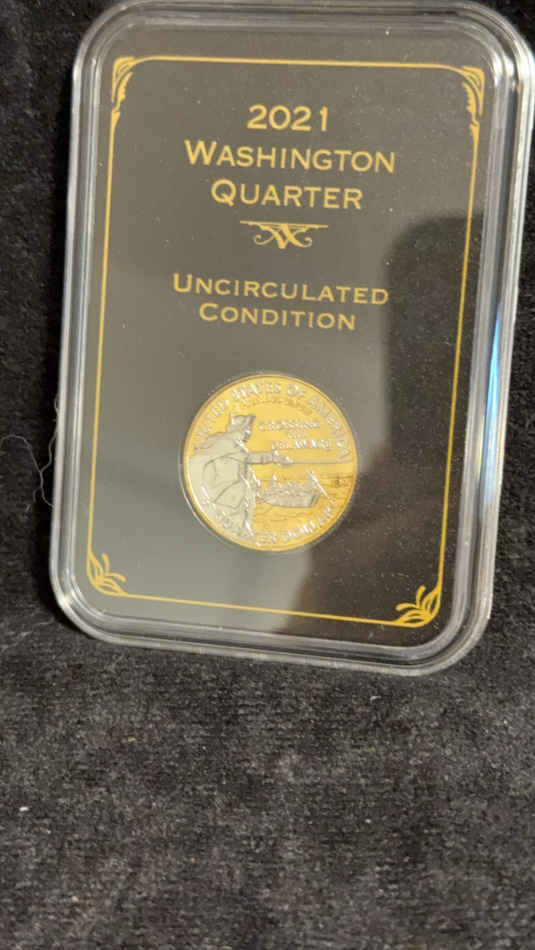 2021
WASHINGTON
QUARTER
UNCIRCULATED
CONDITION
UNITED STATES OF AMERICA
CROSSING
THE
DELAWARE
QUARTER DOLLAR